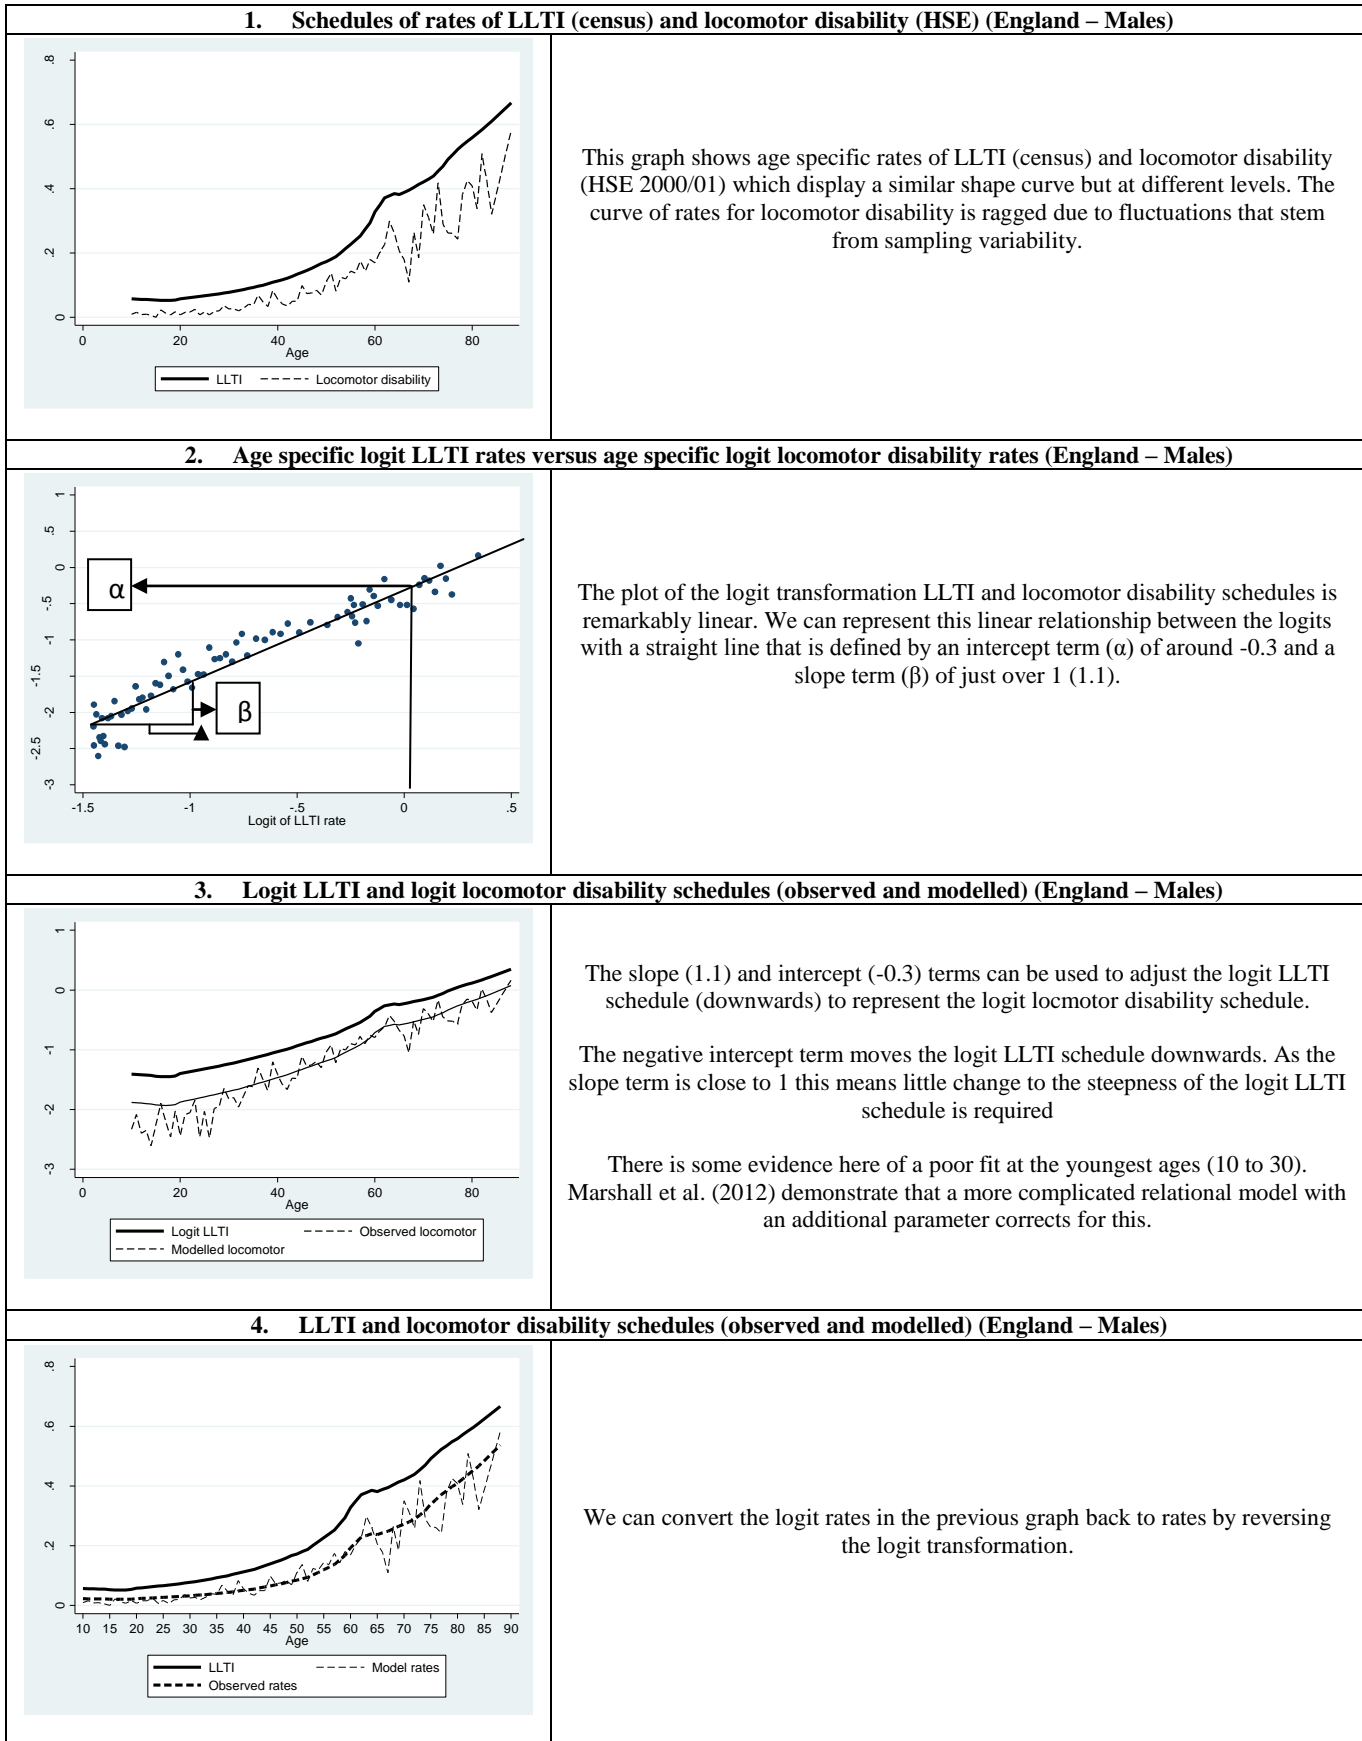 1. Schedules of rates of LLTI (census) and locomotor disability (HSE) (England – Males)
.8
.6
.4
.2
0
0 20 40 60 80
Age
LLTI Locomotor disability
This graph shows age specific rates of LLTI (census) and locomotor disability
(HSE 2000/01) which display a similar shape curve but at different levels. The
curve of rates for locomotor disability is ragged due to fluctuations that stem
from sampling variability.
2. Age specific logit LLTI rates versus age specific logit locomotor disability rates (England – Males)
1
.5
0
-.5
-1
-1.5
-2
-2.5
-3
α
β
-1.5 -1 -.5 0 .5
Logit of LLTI rate
The plot of the logit transformation LLTI and locomotor disability schedules is
remarkably linear. We can represent this linear relationship between the logits
with a straight line that is defined by an intercept term (α) of around -0.3 and a
slope term (β) of just over 1 (1.1).
3. Logit LLTI and logit locomotor disability schedules (observed and modelled) (England – Males)
1
0
-1
-2
-3
0 20 40 60 80
Age
Logit LLTI Observed locomotor
Modelled locomotor
The slope (1.1) and intercept (-0.3) terms can be used to adjust the logit LLTI
schedule (downwards) to represent the logit locmotor disability schedule.
The negative intercept term moves the logit LLTI schedule downwards. As the
slope term is close to 1 this means little change to the steepness of the logit LLTI
schedule is required
There is some evidence here of a poor fit at the youngest ages (10 to 30).
Marshall et al. (2012) demonstrate that a more complicated relational model with
an additional parameter corrects for this.
4. LLTI and locomotor disability schedules (observed and modelled) (England – Males)
.8
.6
.4
.2
0
10 15 20 25 30 35 40 45 50 55 60 65 70 75 80 85 90
Age
LLTI Model rates
Observed rates
We can convert the logit rates in the previous graph back to rates by reversing
the logit transformation.